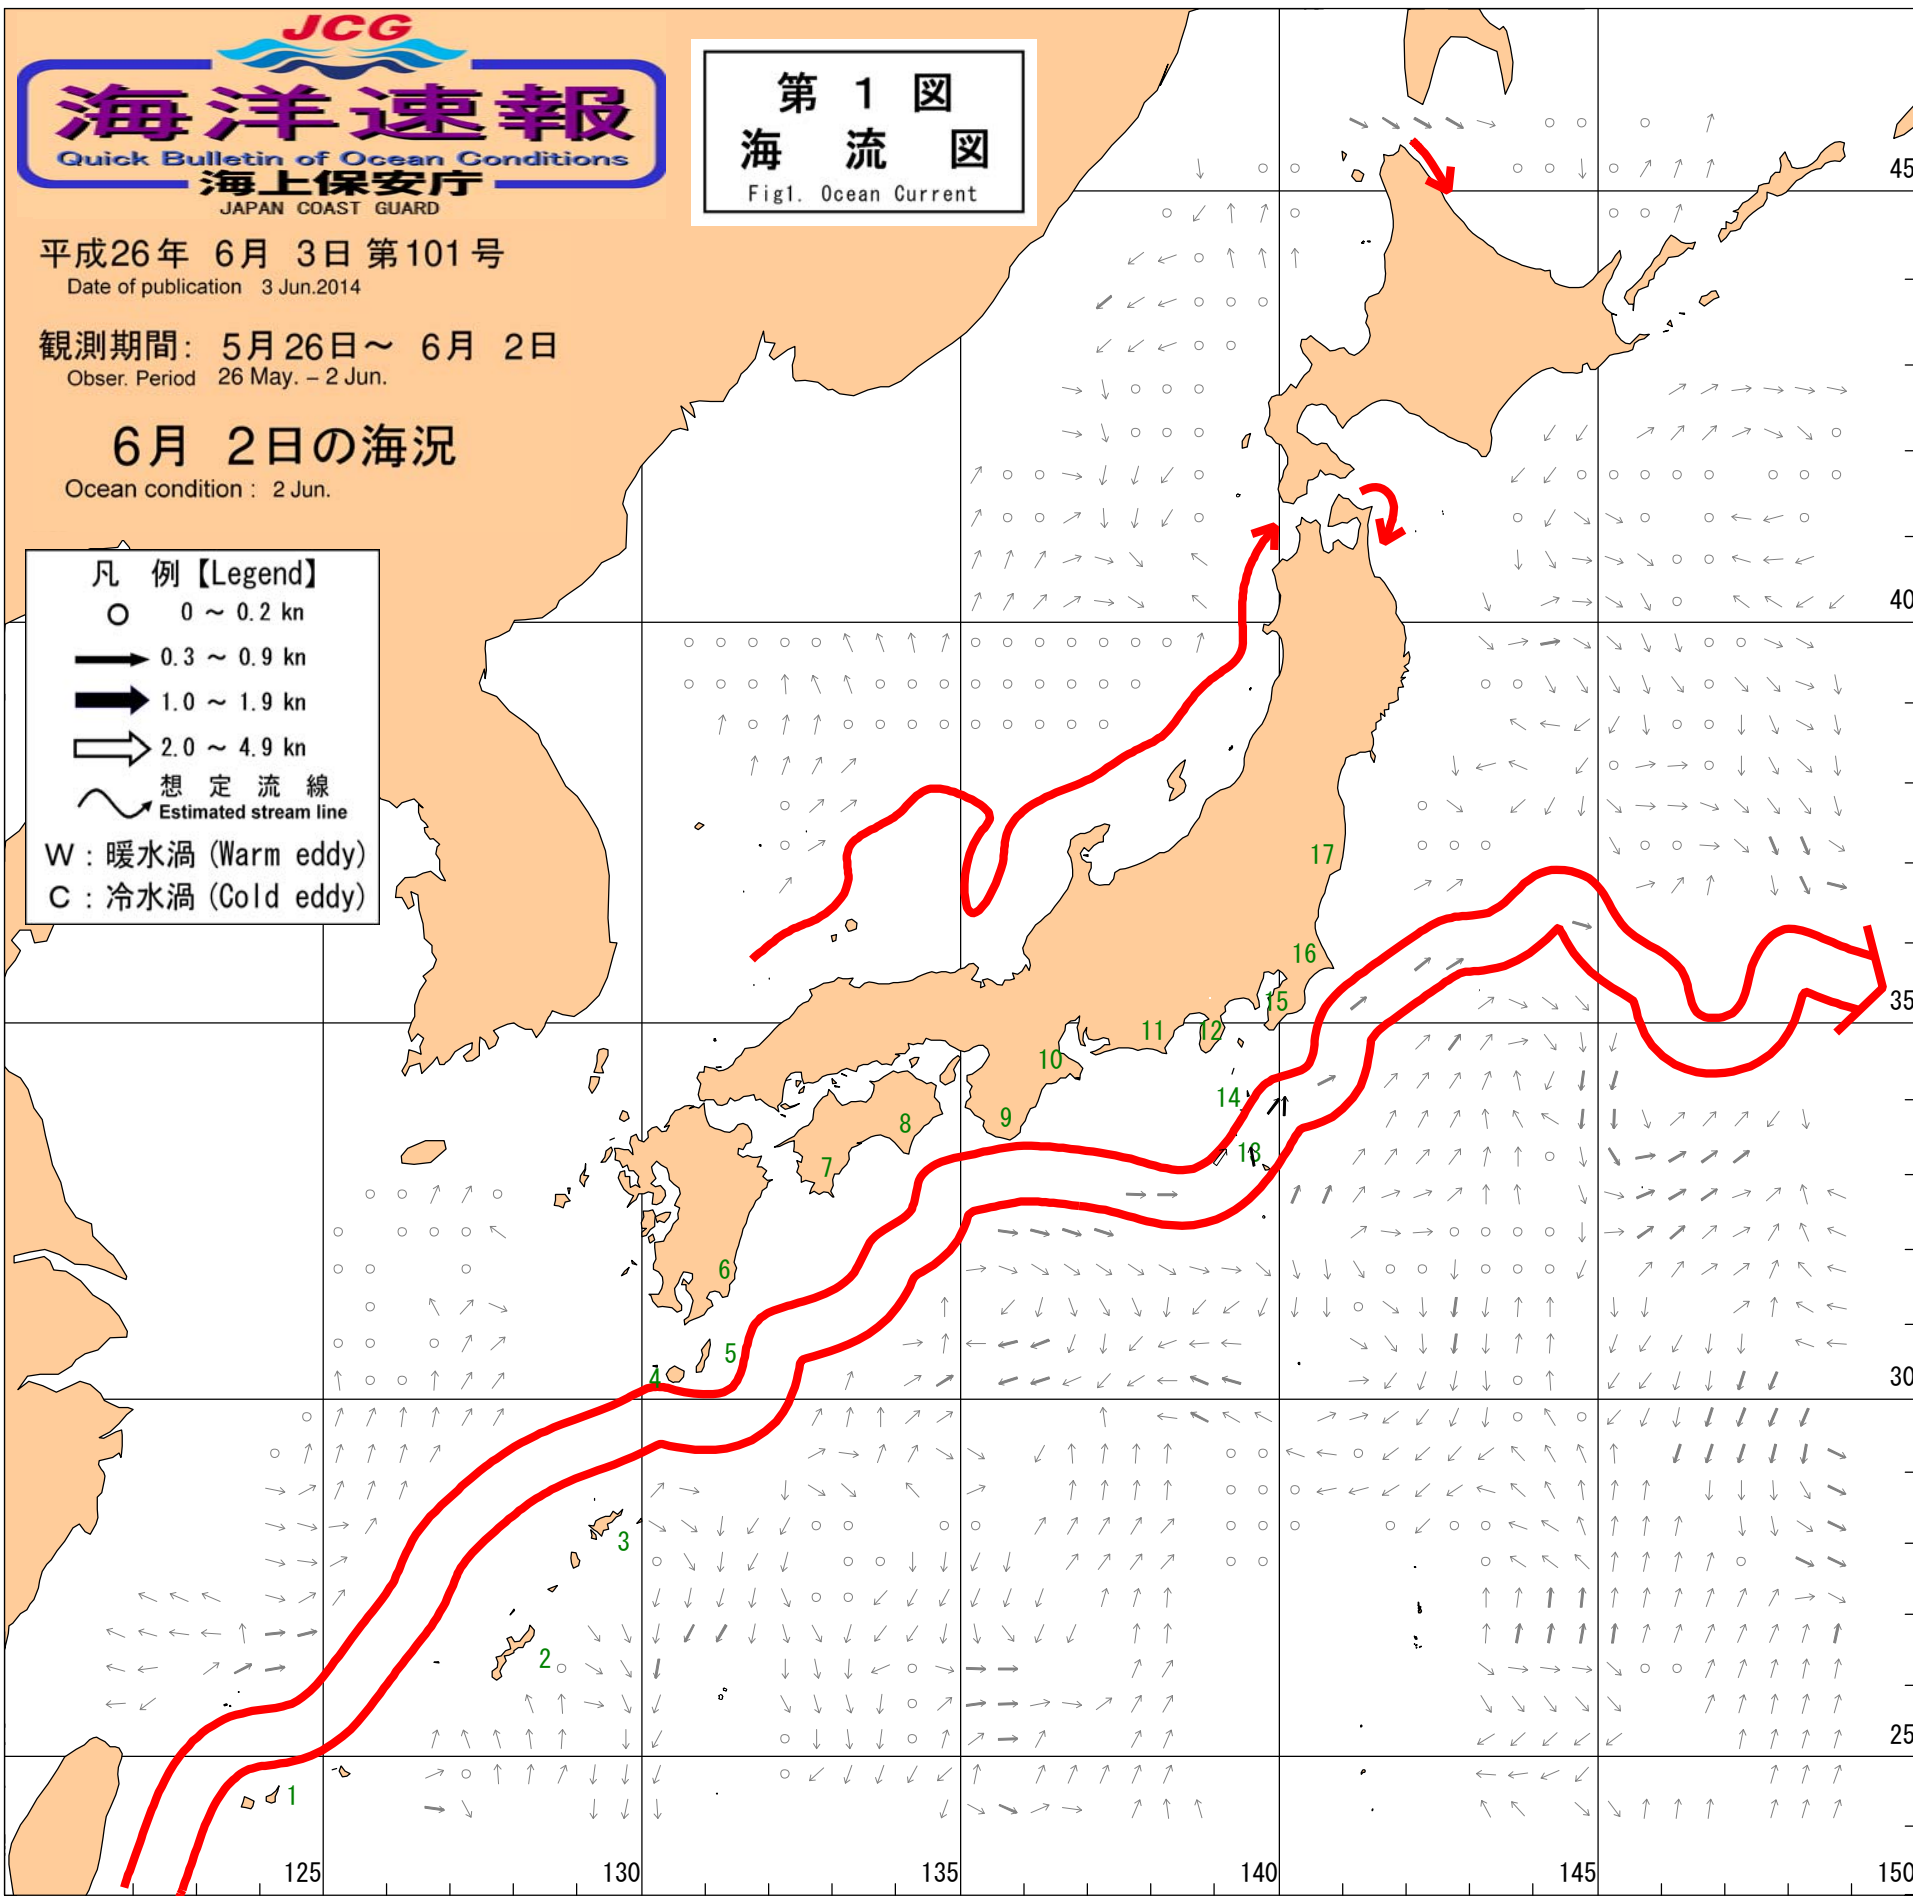 JCG
海洋速報
Quick Bulletin of Ocean Conditions
海上保安庁
JAPAN COAST GUARD
第 1 図
海 流 図
Fig1. Ocean Current
平成26年 6月 3日 第101号
Date of publication 3 Jun.2014
観測期間: 5月26日～ 6月 2日
Obser. Period 26 May. – 2 Jun.
6月 2日の海況
Ocean condition : 2 Jun.
凡 例【Legend】
0 ～ 0.2 kn
0.3 ～ 0.9 kn
1.0 ～ 1.9 kn
2.0 ～ 4.9 kn
想 定 流 線
Estimated stream line
W : 暖水渦 (Warm eddy)
C : 冷水渦 (Cold eddy)
45
40
17
16
35
15
11
12
10
14
9
8
13
7
6
5
4
30
3
2
25
1
125
130
135
140
145
150